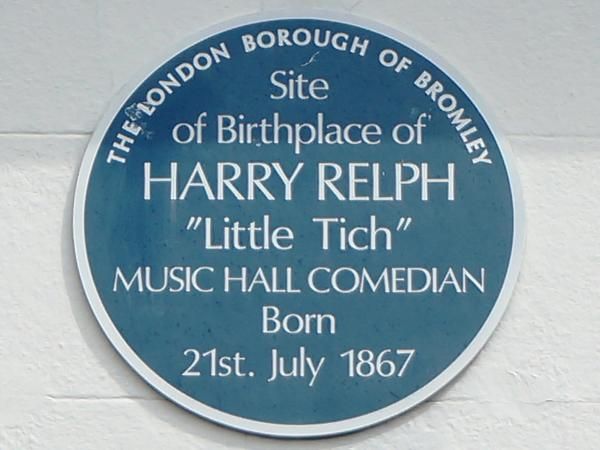 THE LONDON BOROUGH OF BROMLEY
Site
of Birthplace of
HARRY RELPH
"Little Tich"
MUSIC HALL COMEDIAN
Born
21st. July 1867